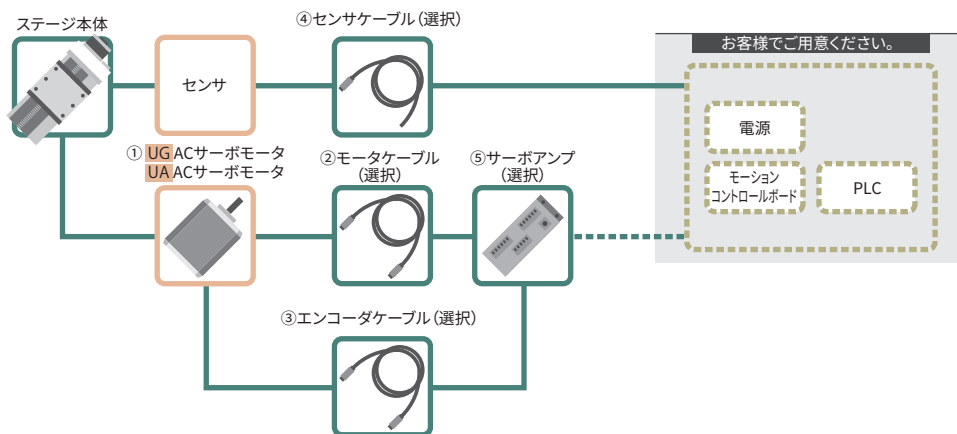 ステージ本体
④センサケーブル(選択)
お客様でご用意ください。
センサ
電源
① UG ACサーボモータ
UA ACサーボモータ
②モータケーブル
(選択)
⑤サーボアンプ
(選択)
モーション
コントロールボード
PLC
③エンコーダケーブル(選択)